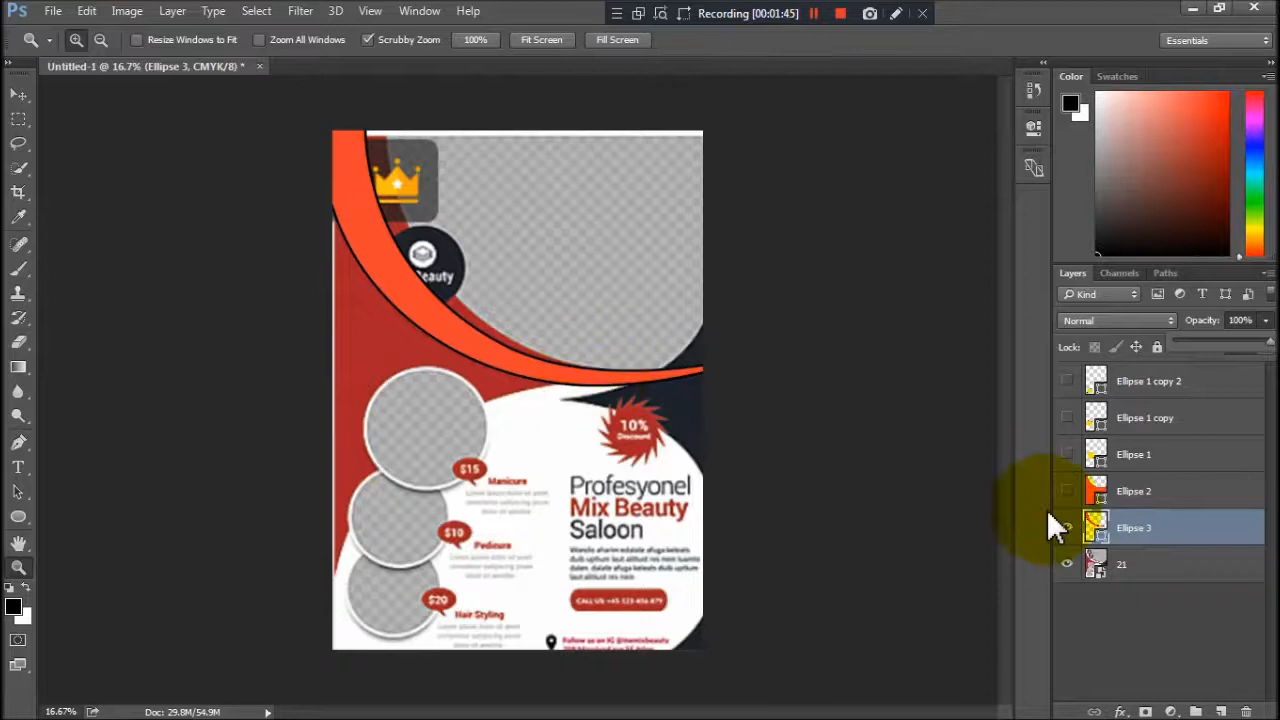 Ps File Edit Image Layer Type Select Filter 3D View Window Help
Recording [00:01:45]
Resize Windows to Fit Zoom All Windows Scrubby Zoom 100% Fit Screen Fill Screen Essentials
Untitled-1 @ 16.7% (Ellipse 3, CMYK/8) * ×
Color Swatches
Layers Channels Paths
Kind
Normal Opacity: 100%
Lock:
Ellipse 1 copy 2
Ellipse 1 copy
Ellipse 1
Ellipse 2
Ellipse 3
eauty
10%
Discount
$15
Manicure
$10
Pedicure
$20
Hair Styling
Profesyonel
Mix Beauty
Saloon
CALL US: +45 123 456 879
Follow us on IG @memixbeauty
16.67% Doc: 29.8M/54.9M